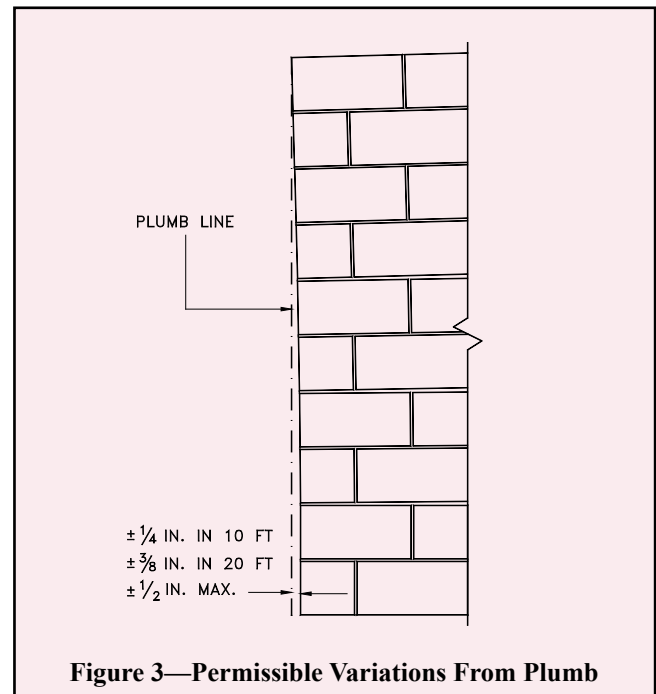 PLUMB LINE
± 1/4 IN. IN 10 FT
± 3/8 IN. IN 20 FT
± 1/2 IN. MAX.
Figure 3—Permissible Variations From Plumb